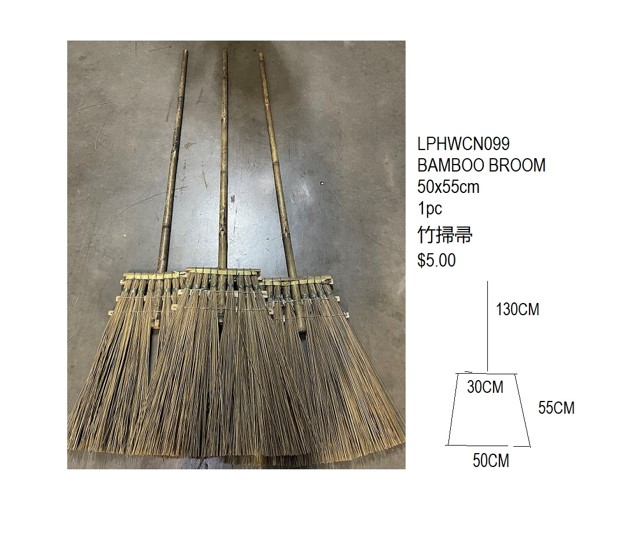 LPHWCN099
BAMBOO BROOM
50x55cm
1pc
竹掃帚
$5.00
130CM
30CM
55CM
50CM